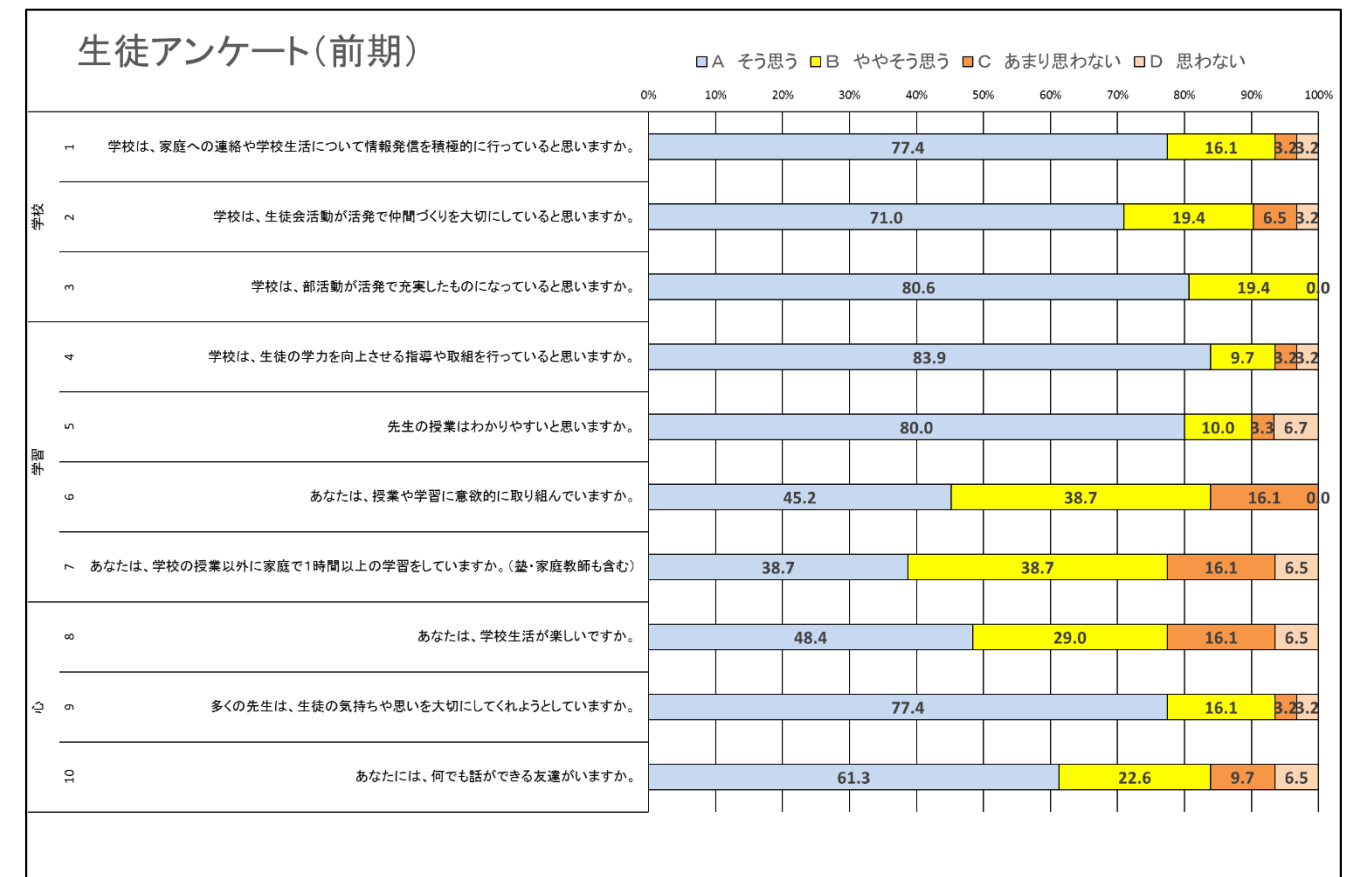 生徒アンケート(前期)
A そう思う B ややそう思う C あまり思わない D 思わない
0% 10% 20% 30% 40% 50% 60% 70% 80% 90% 100%
学校
1 学校は、家庭への連絡や学校生活について情報発信を積極的に行っていると思いますか。 77.4 16.1 3.2 3.2
2 学校は、生徒会活動が活発で仲間づくりを大切にしていると思いますか。 71.0 19.4 6.5 3.2
3 学校は、部活動が活発で充実したものになっていると思いますか。 80.6 19.4 0.0
学習
4 学校は、生徒の学力を向上させる指導や取組を行っていると思いますか。 83.9 9.7 3.2 3.2
5 先生の授業はわかりやすいと思いますか。 80.0 10.0 3.3 6.7
6 あなたは、授業や学習に意欲的に取り組んでいますか。 45.2 38.7 16.1 0.0
7 あなたは、学校の授業以外に家庭で1時間以上の学習をしていますか。(塾・家庭教師も含む) 38.7 38.7 16.1 6.5
心
8 あなたは、学校生活が楽しいですか。 48.4 29.0 16.1 6.5
9 多くの先生は、生徒の気持ちや思いを大切にしてくれようとしていますか。 77.4 16.1 3.2 3.2
10 あなたには、何でも話ができる友達がいますか。 61.3 22.6 9.7 6.5